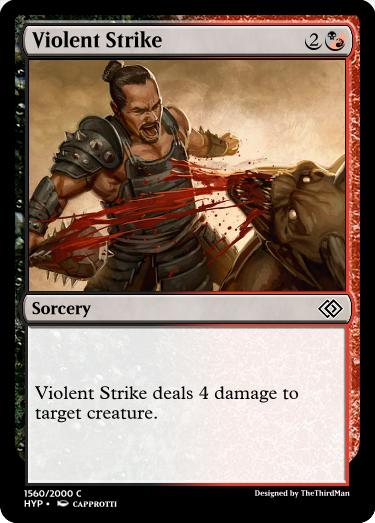 Violent Strike
2
Sorcery
Violent Strike deals 4 damage to
target creature.
1560/2000 C
HYP • CAPPROTTI
Designed by TheThirdMan